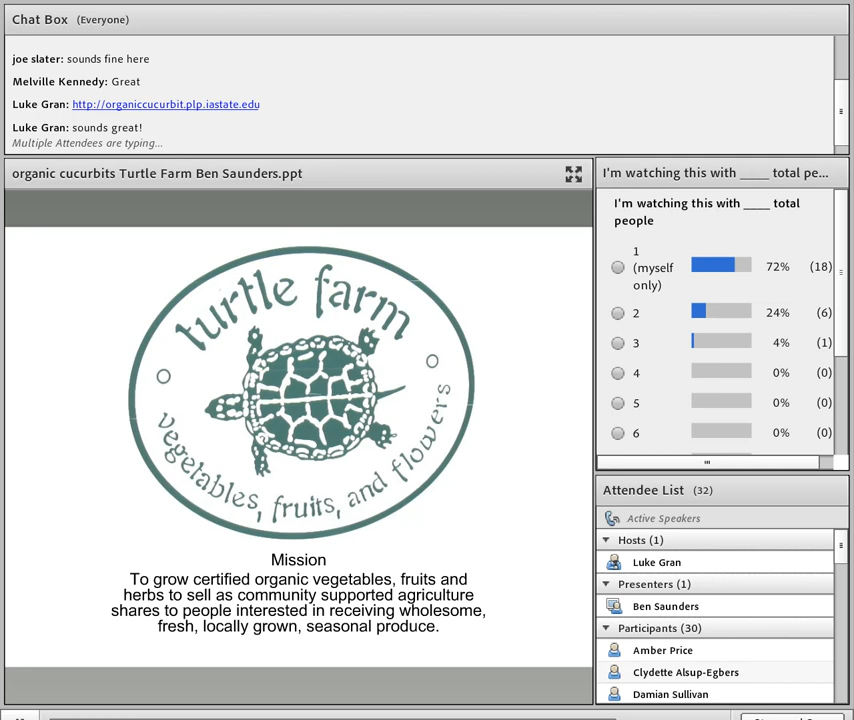 Chat Box (Everyone)
joe slater: sounds fine here
Melville Kennedy: Great
Luke Gran: http://organiccucurbit.plp.iastate.edu
Luke Gran: sounds great!
Multiple Attendees are typing...
organic cucurbits Turtle Farm Ben Saunders.ppt
turtle farm
vegetables, fruits, and flowers
Mission
To grow certified organic vegetables, fruits and
herbs to sell as community supported agriculture
shares to people interested in receiving wholesome,
fresh, locally grown, seasonal produce.
I'm watching this with ____ total pe...
I'm watching this with ____ total
people
1
(myself
only)
72% (18)
2 24% (6)
3 4% (1)
4 0% (0)
5 0% (0)
6 0% (0)
Attendee List (32)
Active Speakers
Hosts (1)
Luke Gran
Presenters (1)
Ben Saunders
Participants (30)
Amber Price
Clydette Alsup-Egbers
Damian Sullivan